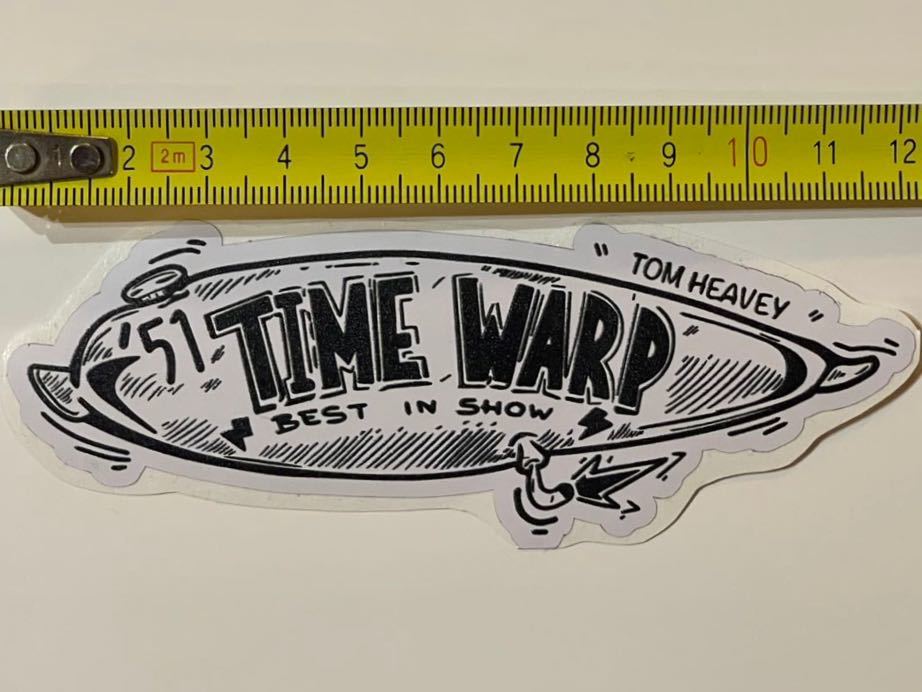 1 2 2m 3 4 5 6 7 8 9 10 11 12
" TOM HEAVEY "
'51 TIME WARP
BEST IN SHOW